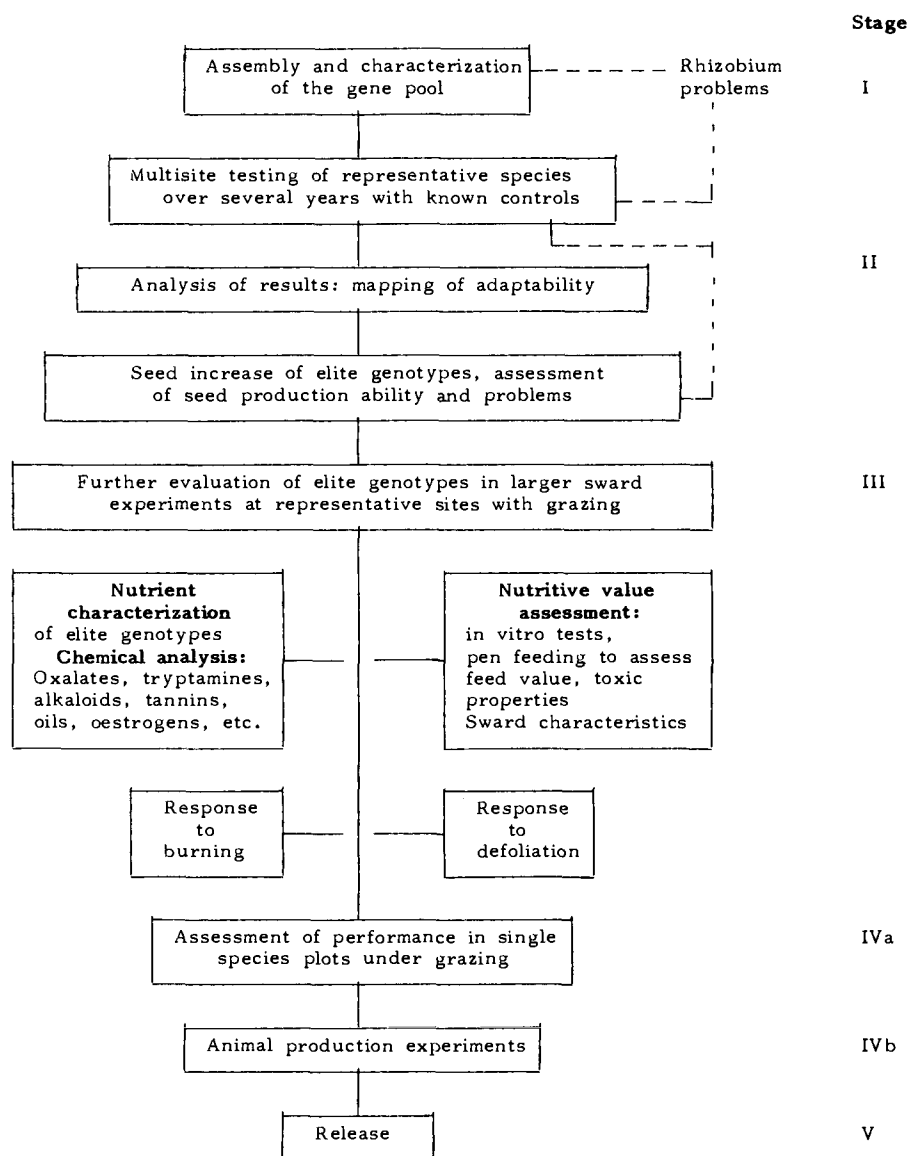 Stage
Assembly and characterization
of the gene pool
Rhizobium
problems
I
Multisite testing of representative species
over several years with known controls
II
Analysis of results: mapping of adaptability
Seed increase of elite genotypes, assessment
of seed production ability and problems
Further evaluation of elite genotypes in larger sward
experiments at representative sites with grazing
III
Nutrient
characterization
of elite genotypes
Chemical analysis:
Oxalates, tryptamines,
alkaloids, tannins,
oils, oestrogens, etc.
Nutritive value
assessment:
in vitro tests,
pen feeding to assess
feed value, toxic
properties
Sward characteristics
Response
to
burning
Response
to
defoliation
Assessment of performance in single
species plots under grazing
IVa
Animal production experiments
IVb
Release
V